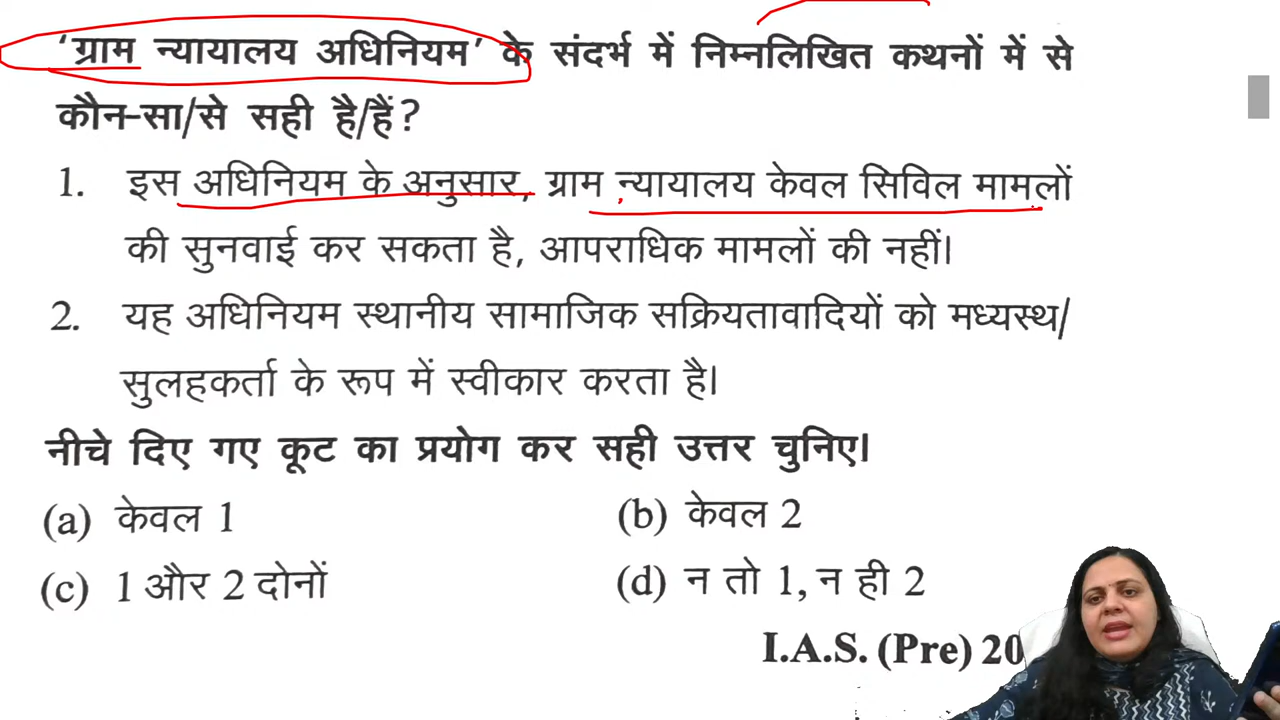 'ग्राम न्यायालय अधिनियम' के संदर्भ में निम्नलिखित कथनों में से
कौन-सा/से सही है/हैं?
1. इस अधिनियम के अनुसार, ग्राम न्यायालय केवल सिविल मामलों
की सुनवाई कर सकता है, आपराधिक मामलों की नहीं।
2. यह अधिनियम स्थानीय सामाजिक सक्रियतावादियों को मध्यस्थ/
सुलहकर्ता के रूप में स्वीकार करता है।
नीचे दिए गए कूट का प्रयोग कर सही उत्तर चुनिए।
(a) केवल 1 (b) केवल 2
(c) 1 और 2 दोनों (d) न तो 1, न ही 2
I.A.S. (Pre) 20